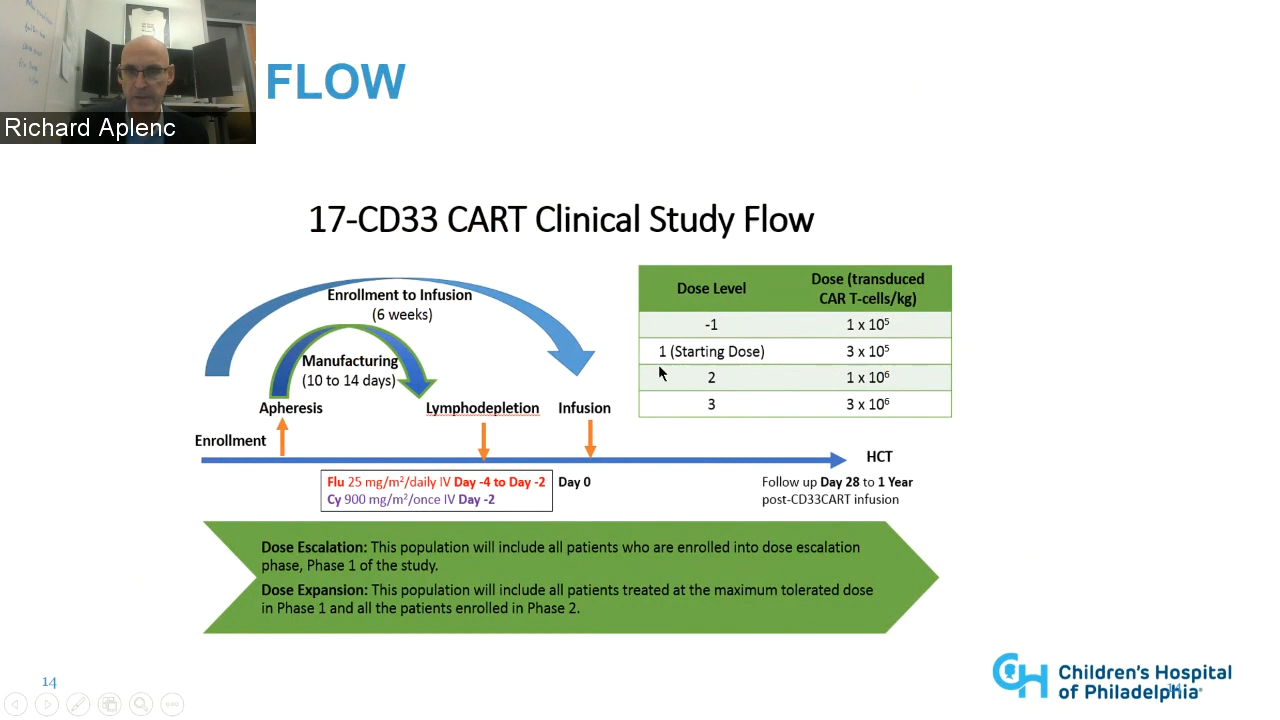 FLOW
Richard Aplenc
17-CD33 CART Clinical Study Flow
Enrollment to Infusion
(6 weeks)
Manufacturing
(10 to 14 days)
Apheresis
Lymphodepletion
Infusion
Enrollment
HCT
Flu 25 mg/m²/daily IV Day -4 to Day -2
Cy 900 mg/m²/once IV Day -2
Day 0
Follow up Day 28 to 1 Year
post-CD33CART infusion
Dose Level
Dose (transduced
CAR T-cells/kg)
-1
1 x 10⁵
1 (Starting Dose)
3 x 10⁵
2
1 x 10⁶
3
3 x 10⁶
Dose Escalation: This population will include all patients who are enrolled into dose escalation
phase, Phase 1 of the study.
Dose Expansion: This population will include all patients treated at the maximum tolerated dose
in Phase 1 and all the patients enrolled in Phase 2.
14
CH
Children's Hospital
of Philadelphia
14